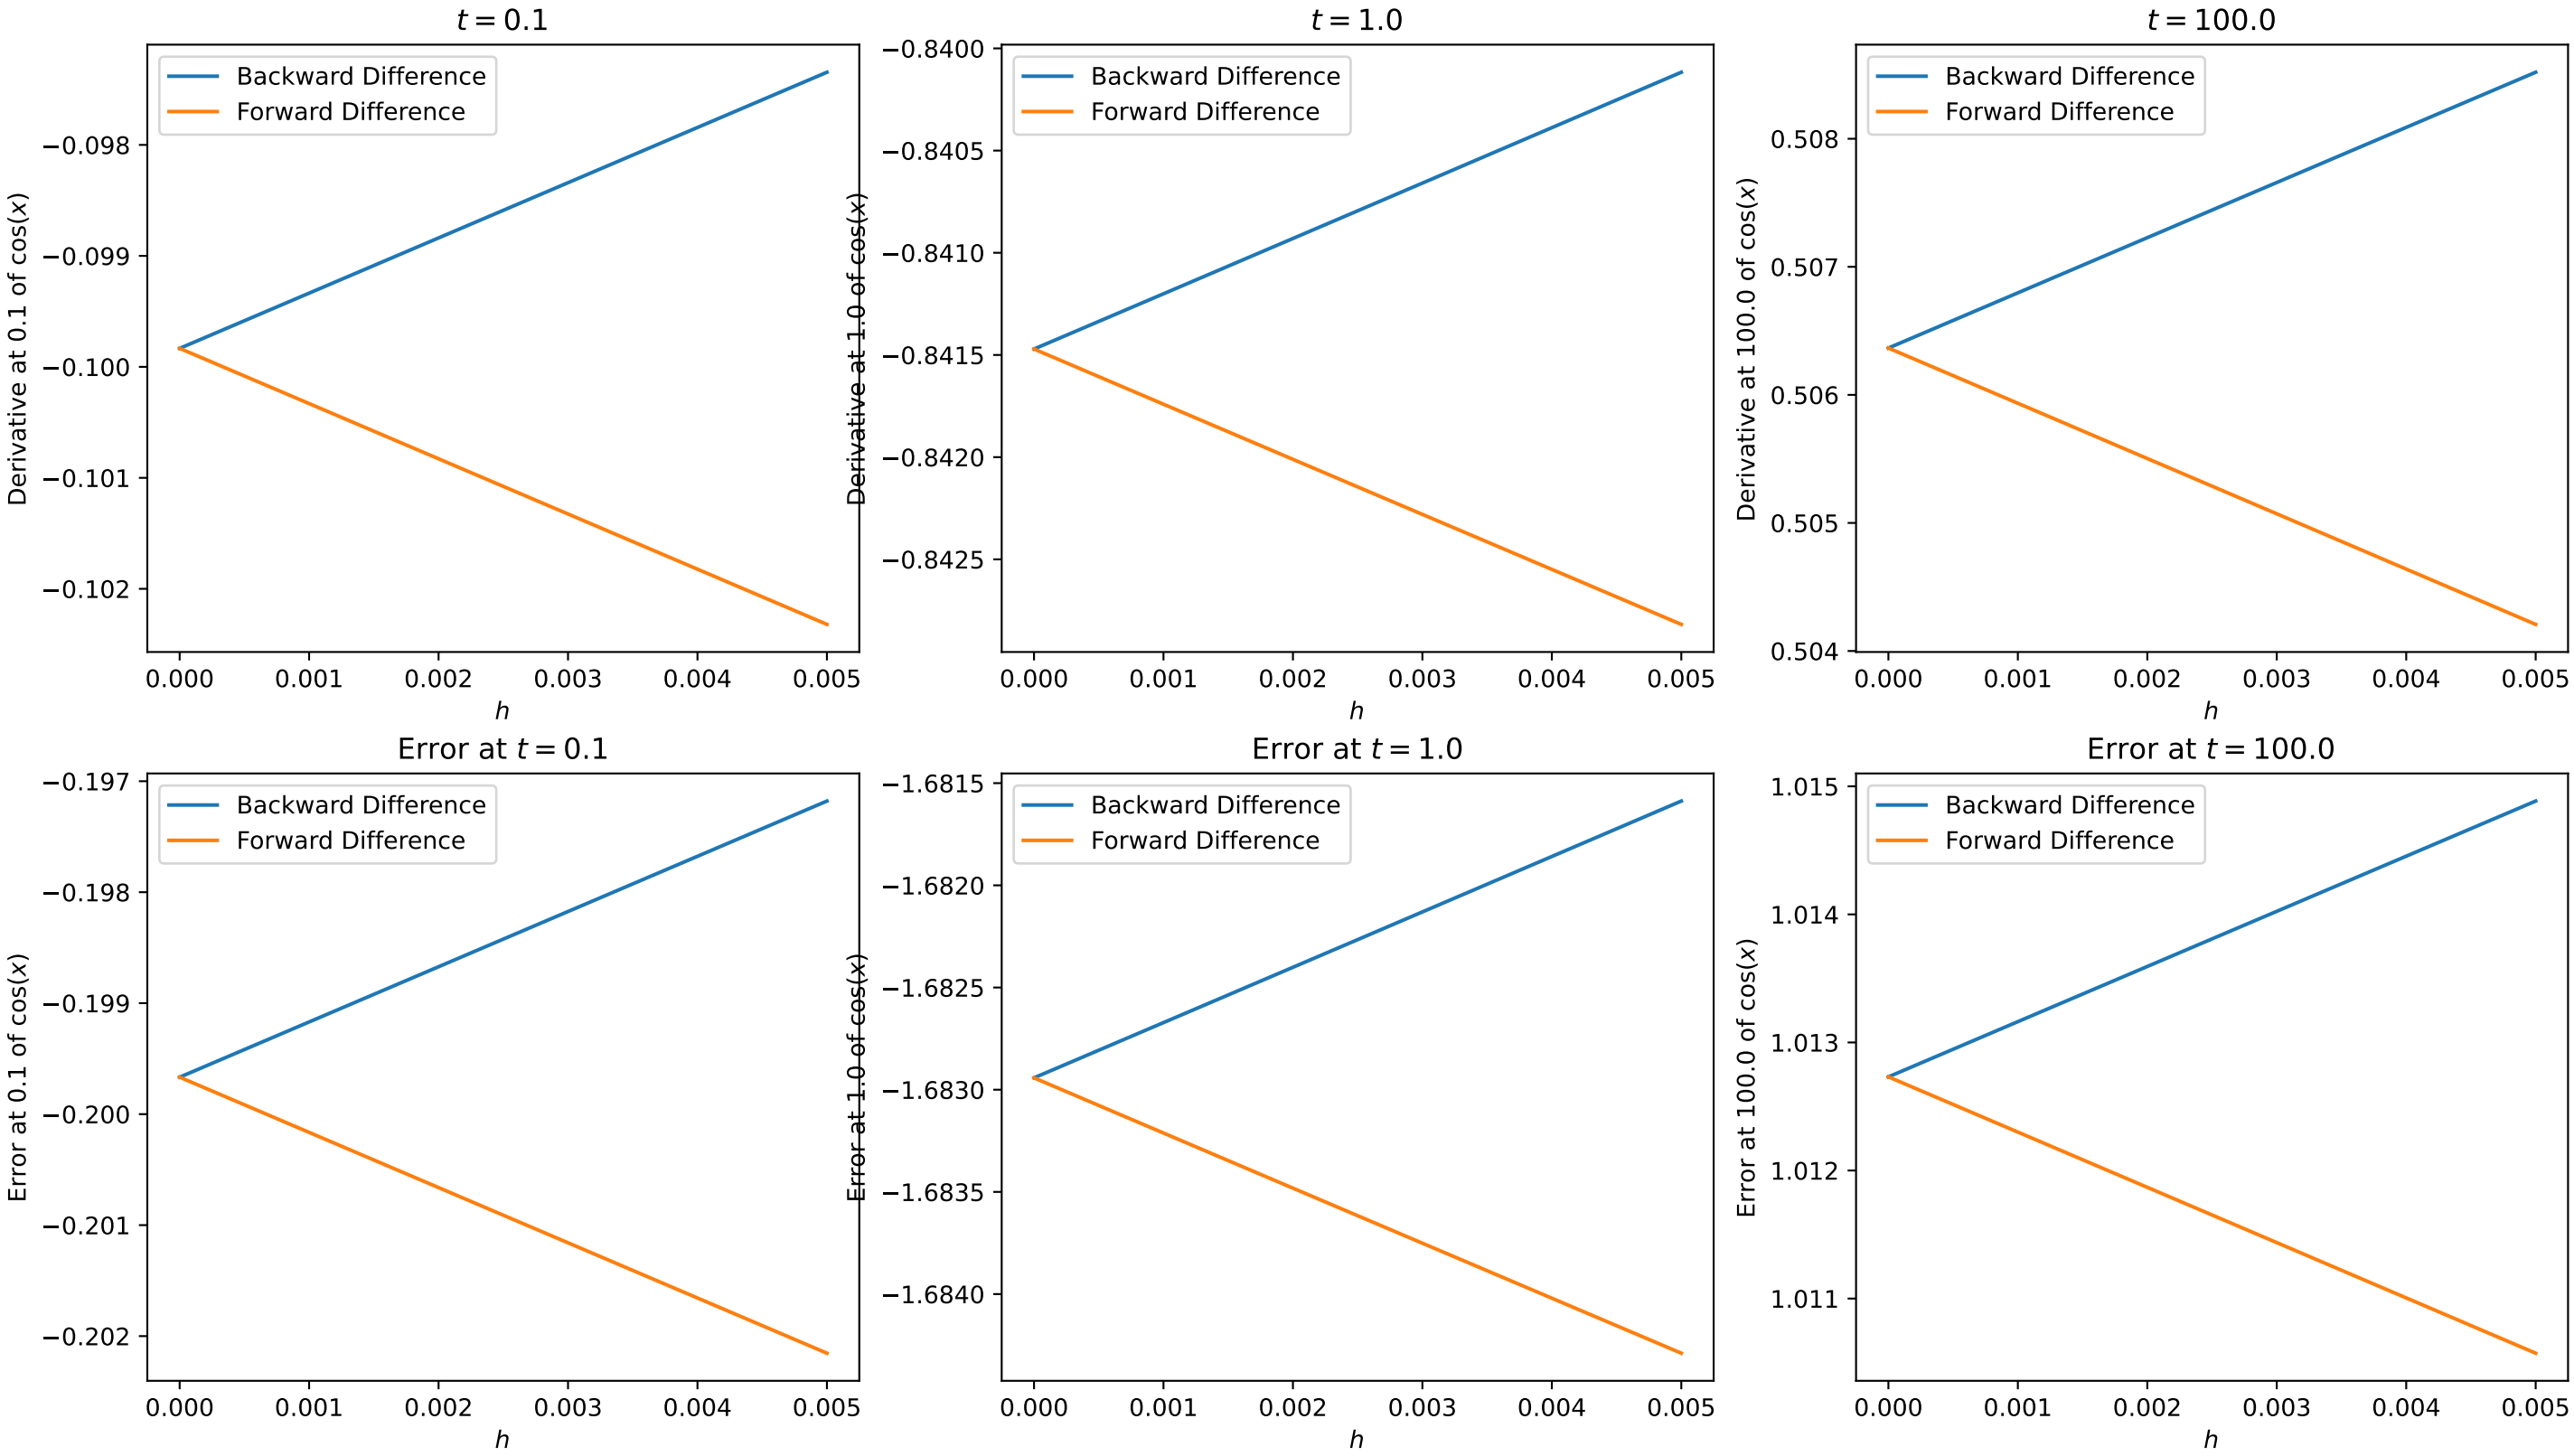 t = 0.1
Backward Difference
Forward Difference
Derivative at 0.1 of cos(x)
−0.098
−0.099
−0.100
−0.101
−0.102
0.000 0.001 0.002 0.003 0.004 0.005
h
t = 1.0
Backward Difference
Forward Difference
Derivative at 1.0 of cos(x)
−0.8400
−0.8405
−0.8410
−0.8415
−0.8420
−0.8425
0.000 0.001 0.002 0.003 0.004 0.005
h
t = 100.0
Backward Difference
Forward Difference
Derivative at 100.0 of cos(x)
0.508
0.507
0.506
0.505
0.504
0.000 0.001 0.002 0.003 0.004 0.005
h
Error at t = 0.1
Backward Difference
Forward Difference
Error at 0.1 of cos(x)
−0.197
−0.198
−0.199
−0.200
−0.201
−0.202
0.000 0.001 0.002 0.003 0.004 0.005
h
Error at t = 1.0
Backward Difference
Forward Difference
Error at 1.0 of cos(x)
−1.6815
−1.6820
−1.6825
−1.6830
−1.6835
−1.6840
0.000 0.001 0.002 0.003 0.004 0.005
h
Error at t = 100.0
Backward Difference
Forward Difference
Error at 100.0 of cos(x)
1.015
1.014
1.013
1.012
1.011
0.000 0.001 0.002 0.003 0.004 0.005
h